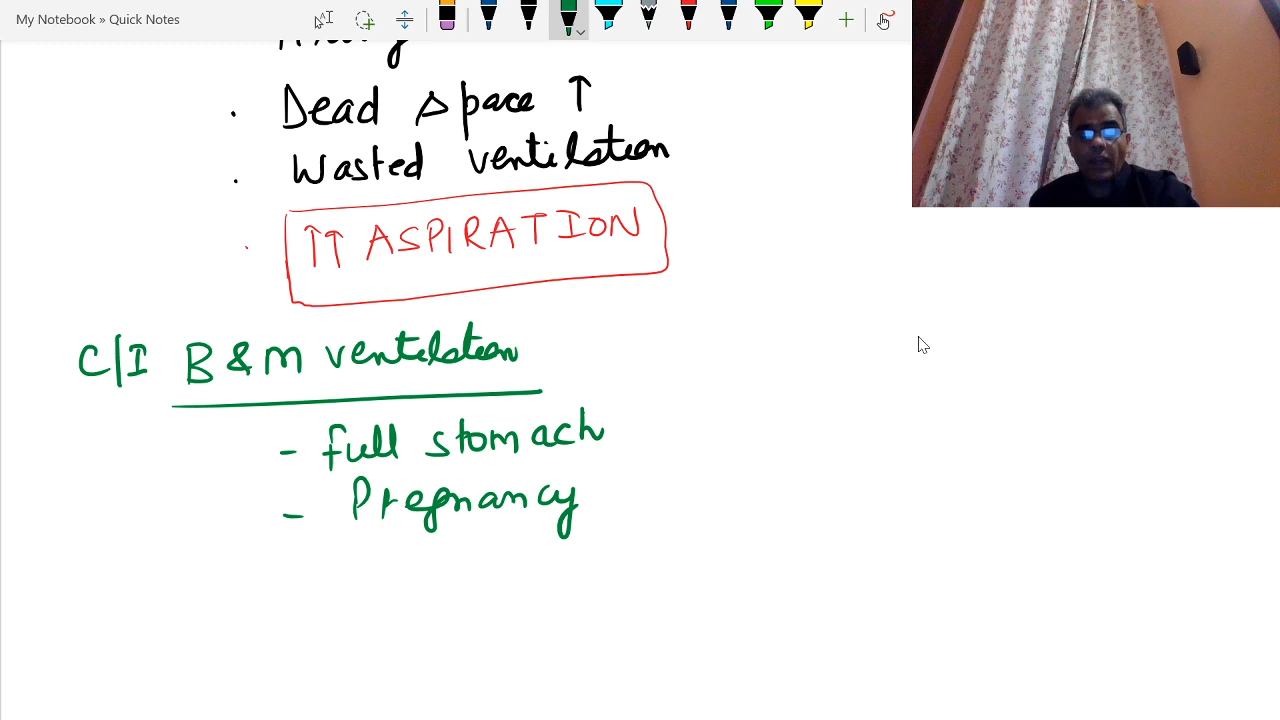 My Notebook » Quick Notes
. Dead space ↑
. Wasted ventilation
. ↑↑ ASPIRATION
C/I B & M ventilation
- full stomach
- Pregnancy